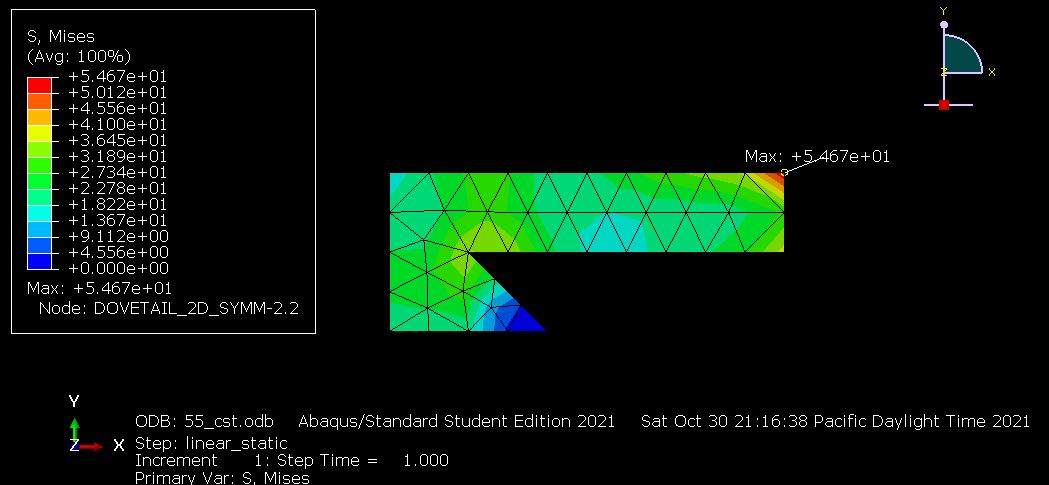 S, Mises
(Avg: 100%)
+5.467e+01
+5.012e+01
+4.556e+01
+4.100e+01
+3.645e+01
+3.189e+01
+2.734e+01
+2.278e+01
+1.822e+01
+1.367e+01
+9.112e+00
+4.556e+00
+0.000e+00
Max: +5.467e+01
Node: DOVETAIL_2D_SYMM-2.2
Y
Z
X
Max: +5.467e+01
Y
Z
X
ODB: 55_cst.odb Abaqus/Standard Student Edition 2021 Sat Oct 30 21:16:38 Pacific Daylight Time 2021
Step: linear_static
Increment 1: Step Time = 1.000
Primary Var: S, Mises